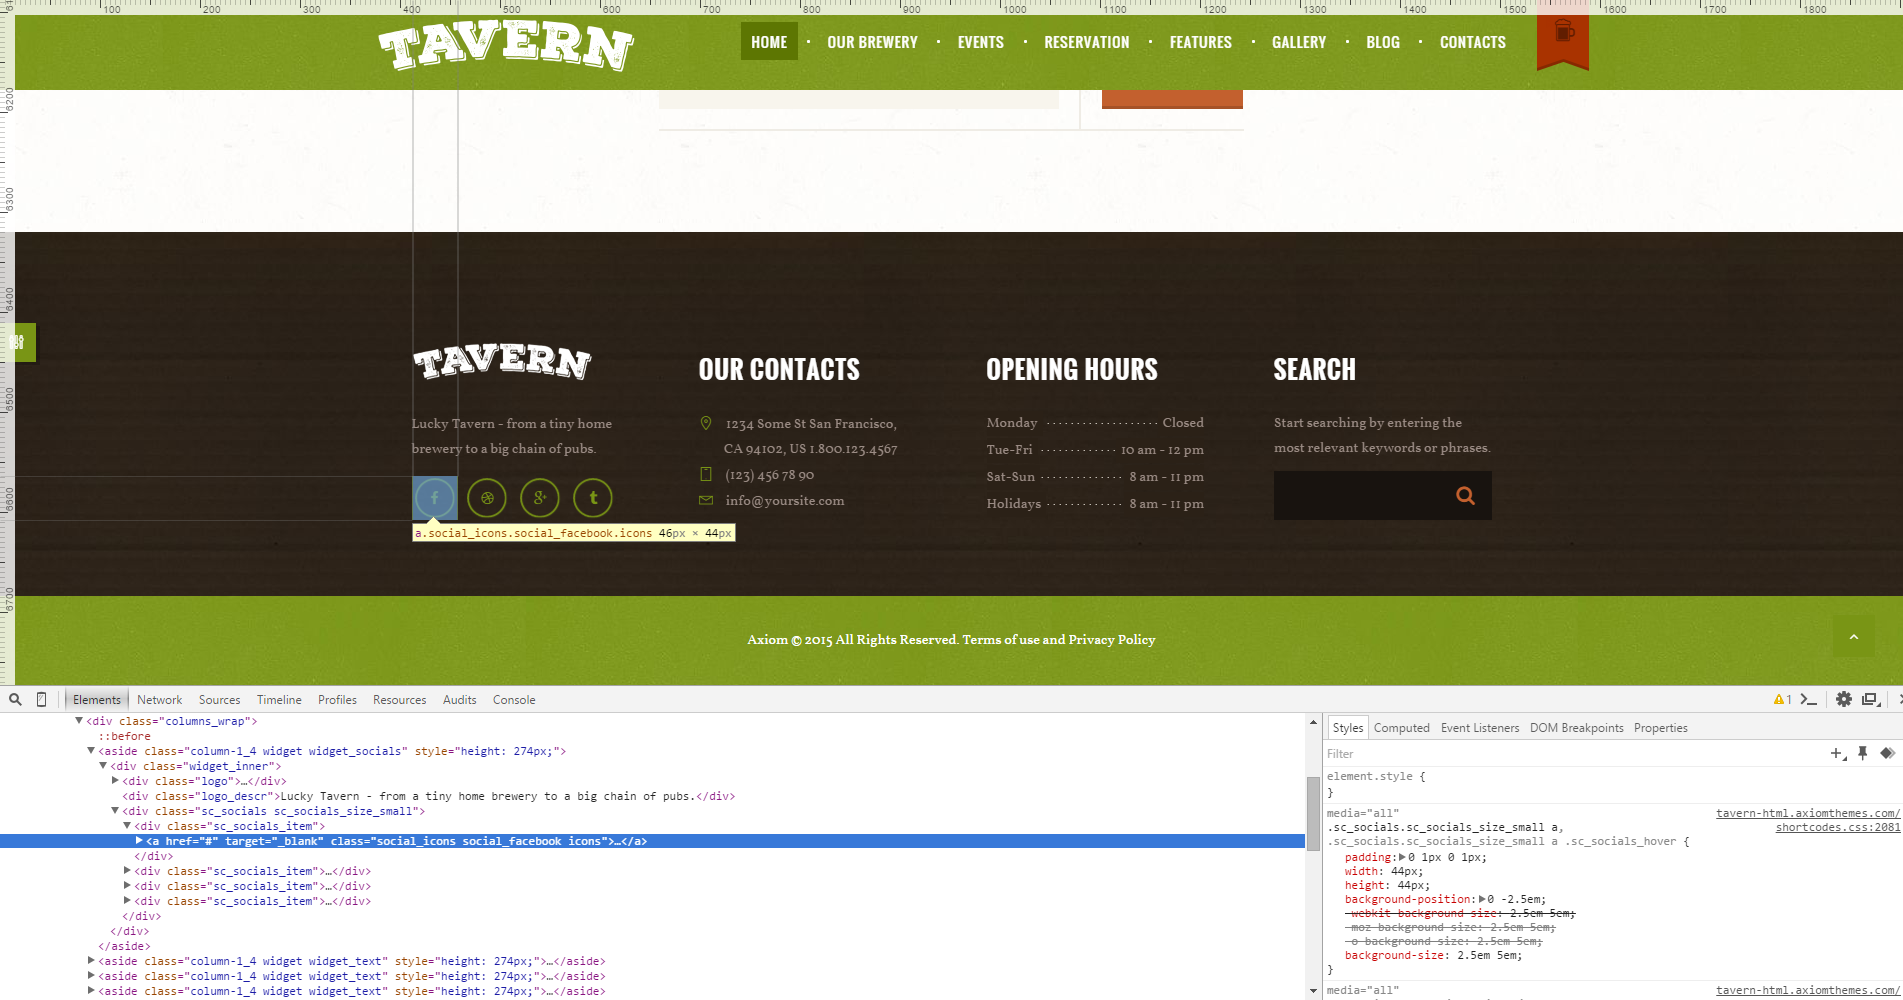 100 200 300 400 500 600 700 800 900 1000 1100 1200 1300 1400 1500 1600 1700 1800
TAVERN
HOME • OUR BREWERY • EVENTS • RESERVATION • FEATURES • GALLERY • BLOG • CONTACTS
6200
6300
6400
6500
6600
6700
TAVERN
Lucky Tavern - from a tiny home
brewery to a big chain of pubs.
f g+ t
a.social_icons.social_facebook.icons 46px × 44px
OUR CONTACTS
1234 Some St San Francisco,
CA 94102, US 1.800.123.4567
(123) 456 78 90
info@yoursite.com
OPENING HOURS
Monday ................... Closed
Tue-Fri ............. 10 am - 12 pm
Sat-Sun .............. 8 am - 11 pm
Holidays ............. 8 am - 11 pm
SEARCH
Start searching by entering the
most relevant keywords or phrases.
Axiom © 2015 All Rights Reserved. Terms of use and Privacy Policy
Elements Network Sources Timeline Profiles Resources Audits Console
1
<div class="columns_wrap">
::before
<aside class="column-1_4 widget widget_socials" style="height: 274px;">
<div class="widget_inner">
<div class="logo">…</div>
<div class="logo_descr">Lucky Tavern - from a tiny home brewery to a big chain of pubs.</div>
<div class="sc_socials sc_socials_size_small">
<div class="sc_socials_item">
<a href="#" target="_blank" class="social_icons social_facebook icons">…</a>
</div>
<div class="sc_socials_item">…</div>
<div class="sc_socials_item">…</div>
<div class="sc_socials_item">…</div>
</div>
</div>
</aside>
<aside class="column-1_4 widget widget_text" style="height: 274px;">…</aside>
<aside class="column-1_4 widget widget_text" style="height: 274px;">…</aside>
<aside class="column-1_4 widget widget_text" style="height: 274px;">…</aside>
Styles Computed Event Listeners DOM Breakpoints Properties
Filter
element.style {
}
media="all" tavern-html.axiomthemes.com/
.sc_socials.sc_socials_size_small a, shortcodes.css:2081
.sc_socials.sc_socials_size_small a .sc_socials_hover {
padding: 0 1px 0 1px;
width: 44px;
height: 44px;
background-position: 0 -2.5em;
-webkit-background-size: 2.5em 5em;
-moz-background-size: 2.5em 5em;
-o-background-size: 2.5em 5em;
background-size: 2.5em 5em;
}
media="all" tavern-html.axiomthemes.com/